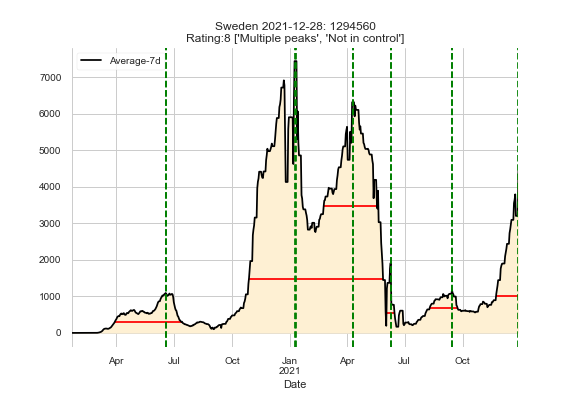 Sweden 2021-12-28: 1294560
Rating:8 ['Multiple peaks', 'Not in control']
Average-7d
7000
6000
5000
4000
3000
2000
1000
0
Apr Jul Oct Jan Apr Jul Oct
2021
Date